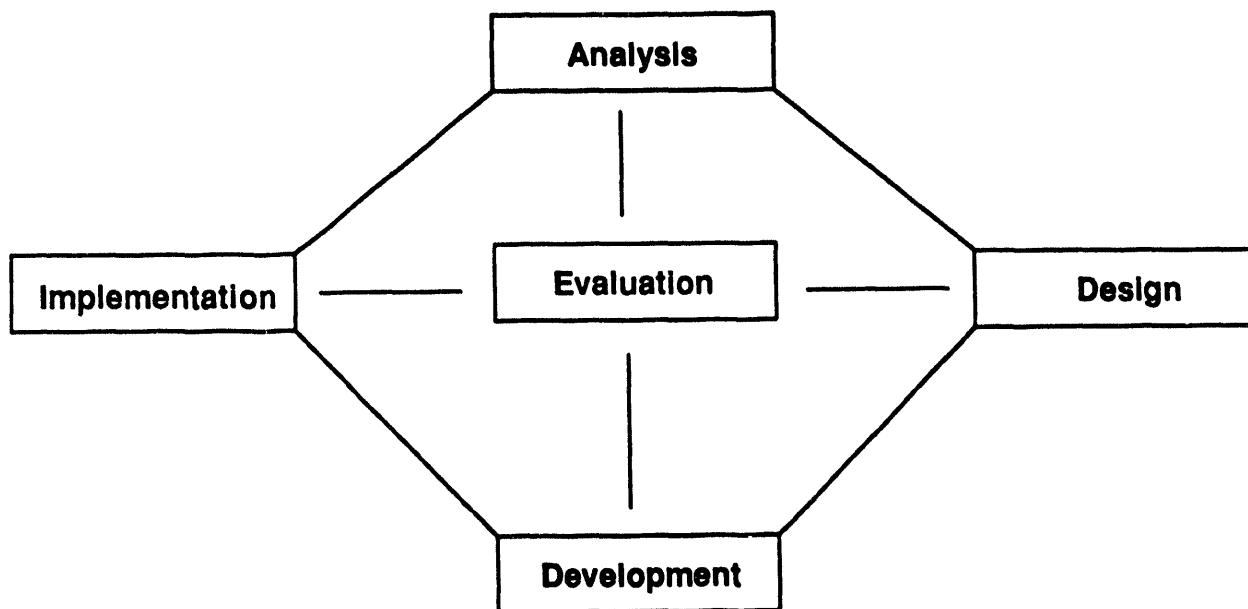 Analysis
Implementation
Evaluation
Design
Development